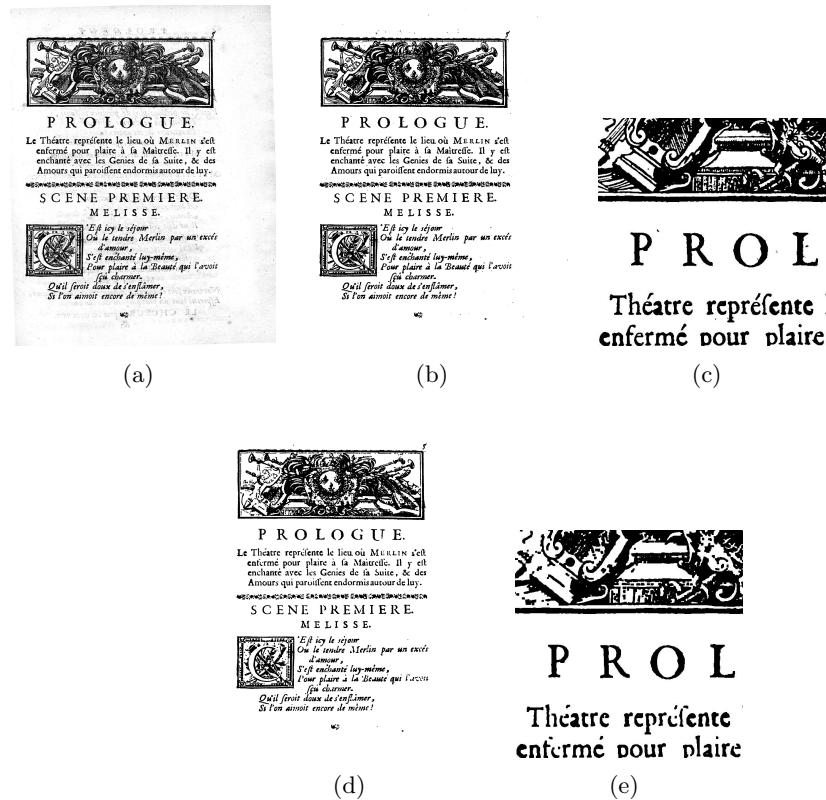 5
PROLOGUE.
Le Théatre repréſente le lieu où MERLIN s'eſt
enfermé pour plaire à ſa Maîtreſſe. Il y eſt
enchanté avec les Genies de ſa Suite, & des
Amours qui paroiſſent endormis autour de luy.
SCENE PREMIERE.
MELISSE.
C'Eſt icy le ſéjour
Où le tendre Merlin par un excés
d'amour,
S'eſt enchanté luy-même,
Pour plaire à la Beauté qui l'avoit
ſçû charmer.
Qu'il ſeroit doux de s'enflâmer,
Si l'on aimoit encore de même!
(a)
5
PROLOGUE.
Le Théatre repréſente le lieu où MERLIN s'eſt
enfermé pour plaire à ſa Maîtreſſe. Il y eſt
enchanté avec les Genies de ſa Suite, & des
Amours qui paroiſſent endormis autour de luy.
SCENE PREMIERE.
MELISSE.
C'Eſt icy le ſéjour
Où le tendre Merlin par un excés
d'amour,
S'eſt enchanté luy-même,
Pour plaire à la Beauté qui l'avoit
ſçû charmer.
Qu'il ſeroit doux de s'enflâmer,
Si l'on aimoit encore de même!
(b)
PROL
Théatre repréſente
enfermé pour plaire
(c)
5
PROLOGUE.
Le Théatre repréſente le lieu où MERLIN s'eſt
enfermé pour plaire à ſa Maitreſſe. Il y eſt
enchanté avec les Genies de ſa Suite, & des
Amours qui paroiſſent endormis autour de luy.
SCENE PREMIERE.
MELISSE.
C'Eſt icy le ſéjour
Où le tendre Merlin par un excés
d'amour,
S'eſt enchanté luy-même,
Pour plaire à la Beauté qui l'avoit
ſçû charmer.
Qu'il ſeroit doux de s'enflâmer,
Si l'on aimoit encore de même!
(d)
PROL
Théatre repréſente
enfermé pour plaire
(e)